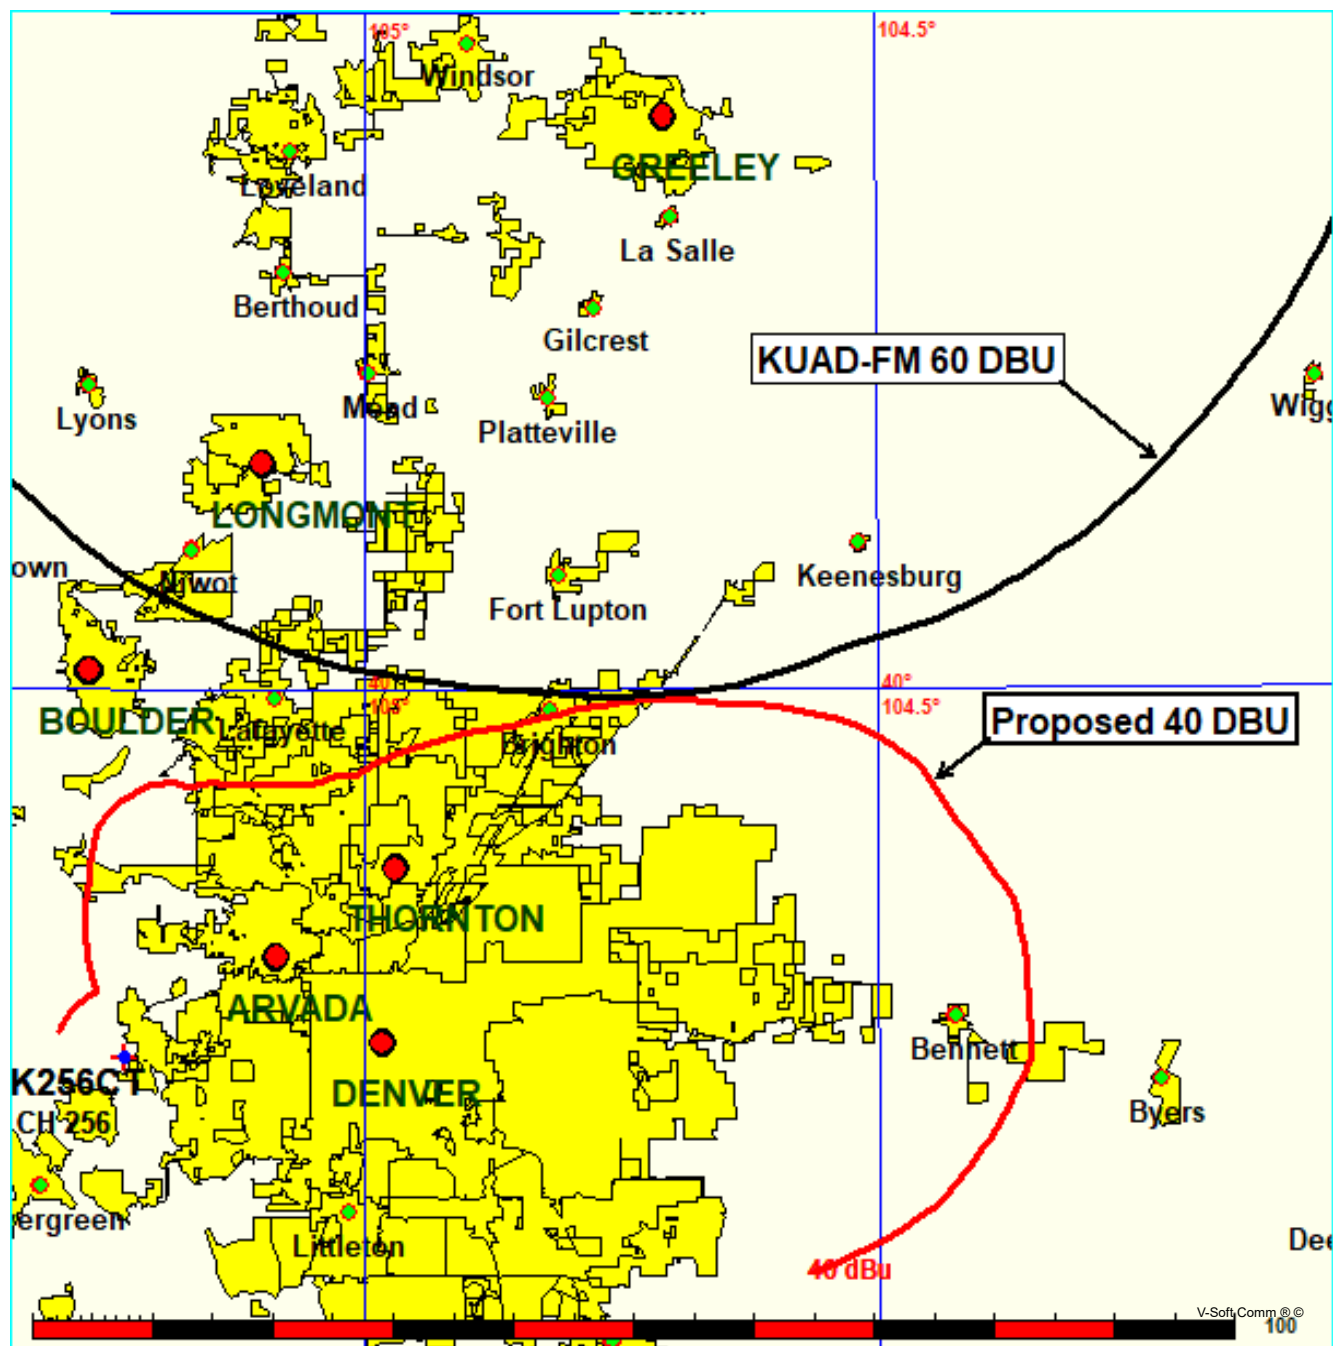 105°
104.5°
Windsor
GREELEY
Loveland
La Salle
Berthoud
Gilcrest
KUAD-FM 60 DBU
Wigg
Mead
Lyons
Platteville
LONGMONT
own
Niwot
Keenesburg
Fort Lupton
40°
40°
105°
104.5°
BOULDER
Lafayette
Proposed 40 DBU
Brighton
THORNTON
ARVADA
Bennett
K256CT
DENVER
CH 256
Byers
ergreen
Littleton
Dee
40 dBu
V-Soft Comm ® ©
100